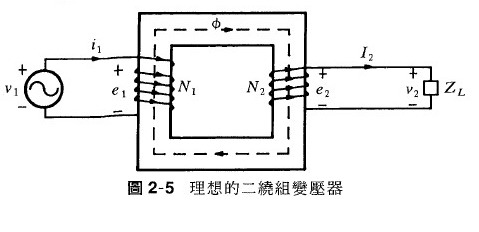 ϕ
i₁ I₂
+ + + +
v₁ e₁ N₁ N₂ e₂ v₂ Z_L
− − − −
圖 2-5 理想的二繞組變壓器